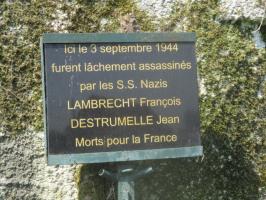 Ici le 3 septembre 1944
furent lâchement assassinés
par les S.S. Nazis
LAMBRECHT François
DESTRUMELLE Jean
Morts pour la France